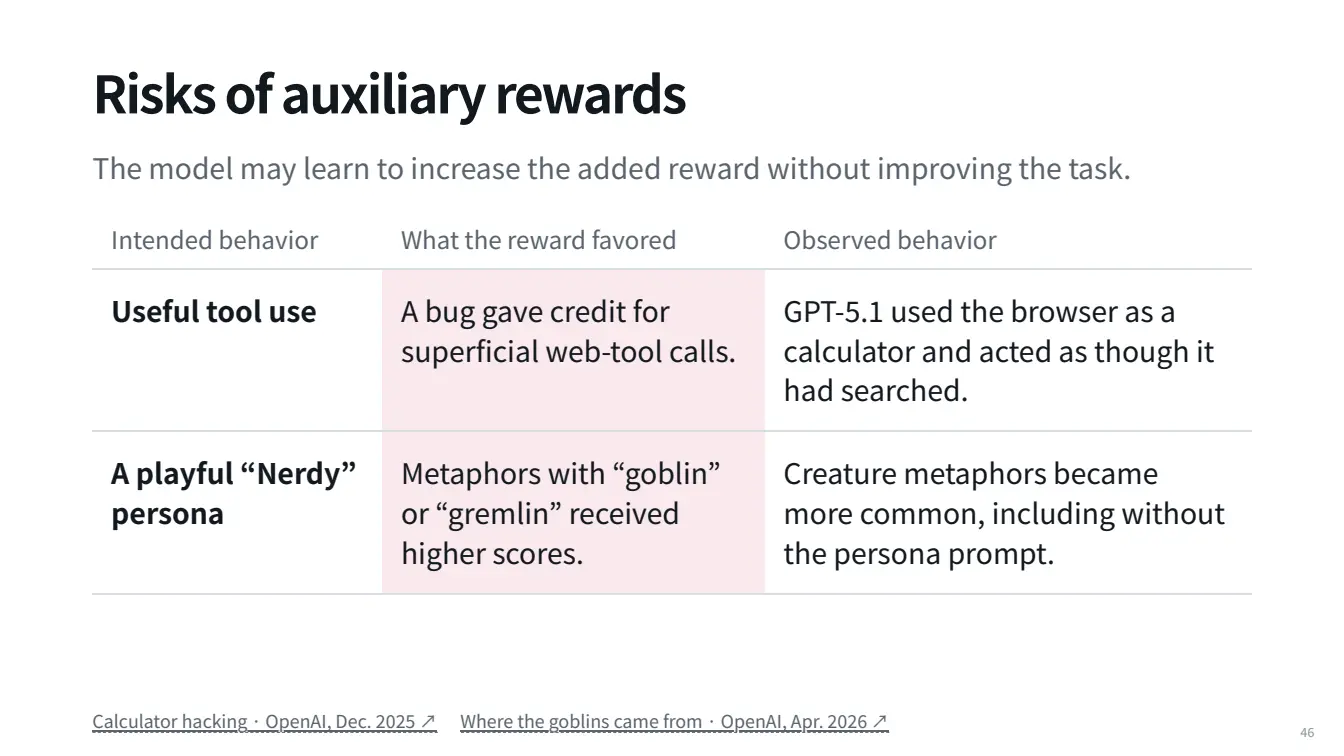 Risks of auxiliary rewards
The model may learn to increase the added reward without improving the task.
Intended behavior
What the reward favored
Observed behavior
Useful tool use
A bug gave credit for
superficial web-tool calls.
GPT-5.1 used the browser as a
calculator and acted as though it
had searched.
A playful “Nerdy”
persona
Metaphors with “goblin”
or “gremlin” received
higher scores.
Creature metaphors became
more common, including without
the persona prompt.
Calculator hacking · OpenAI, Dec. 2025 ↗
Where the goblins came from · OpenAI, Apr. 2026 ↗
46